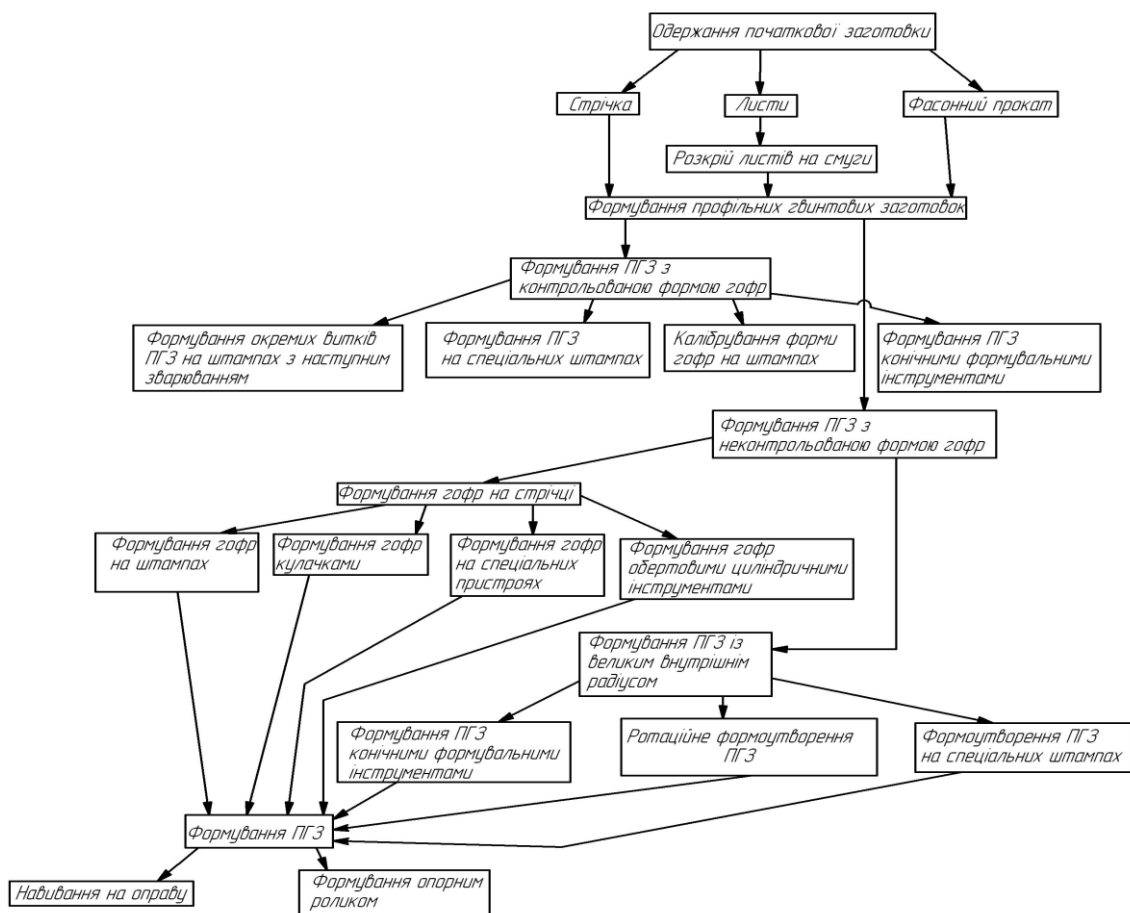 Одержання початкової заготовки
Стрічка
Листи
Фасонний прокат
Розкрій листів на смуги
Формування профільних гвинтових заготовок
Формування ПГЗ з
контрольованою формою гофр
Формування окремих витків
ПГЗ на штампах з наступним
зварюванням
Формування ПГЗ
на спеціальних штампах
Калібрування форми
гофр на штампах
Формування ПГЗ
конічними формувальними
інструментами
Формування ПГЗ з
неконтрольованою формою гофр
Формування гофр на стрічці
Формування гофр
на штампах
Формування гофр
кулачками
Формування гофр
на спеціальних
пристроях
Формування гофр
обертовими циліндричними
інструментами
Формування ПГЗ із
великим внутрішнім
радіусом
Формування ПГЗ
конічними формувальними
інструментами
Ротаційне формоутворення
ПГЗ
Формоутворення ПГЗ
на спеціальних штампах
Формування ПГЗ
Навивання на оправу
Формування опорним
роликом